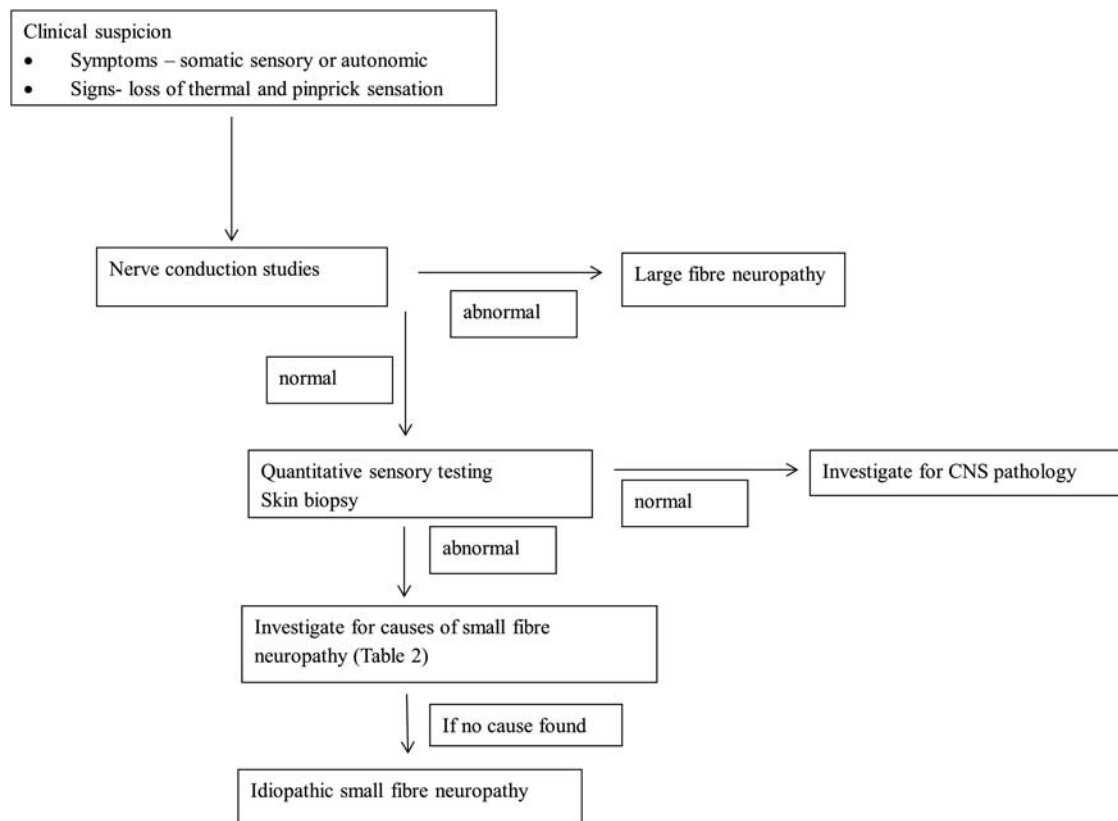 Clinical suspicion
• Symptoms – somatic sensory or autonomic
• Signs- loss of thermal and pinprick sensation
Nerve conduction studies
Large fibre neuropathy
abnormal
normal
Quantitative sensory testing
Skin biopsy
Investigate for CNS pathology
normal
abnormal
Investigate for causes of small fibre
neuropathy (Table 2)
If no cause found
Idiopathic small fibre neuropathy